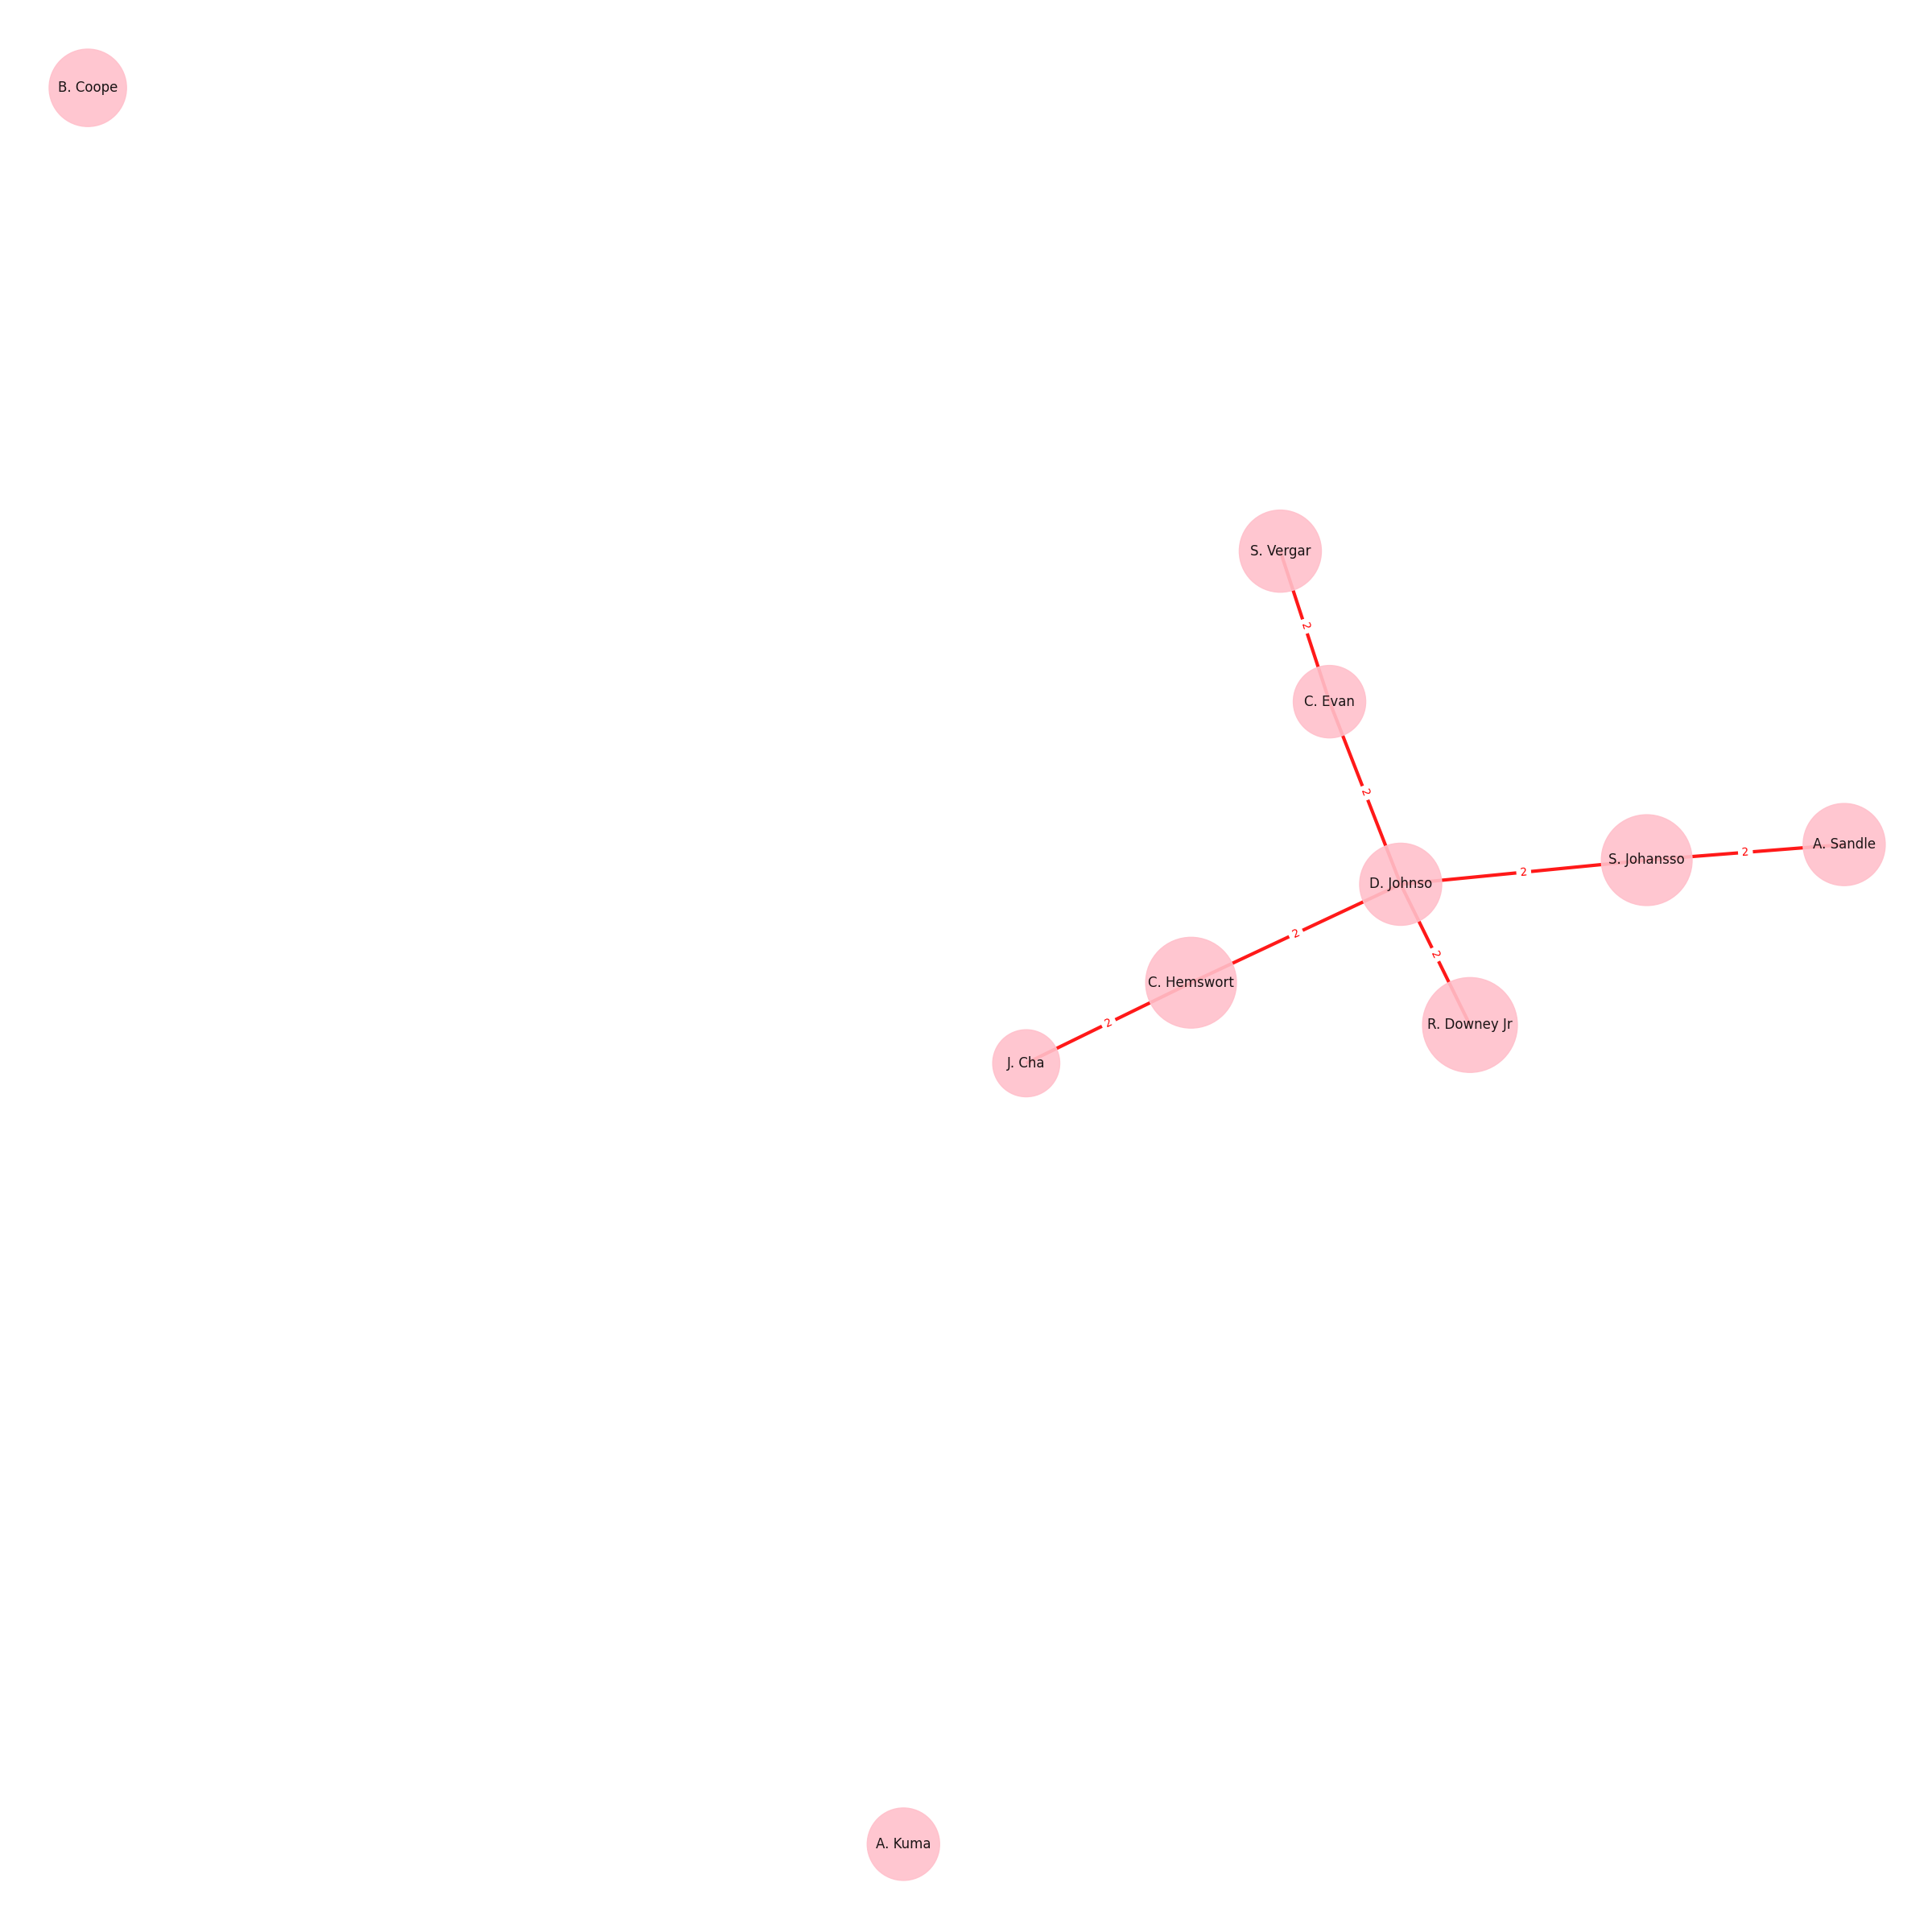 B. Coope
S. Vergar
2
C. Evan
2
A. Sandle
2
S. Johansso
2
D. Johnso
2
2
C. Hemswort
R. Downey Jr
2
J. Cha
A. Kuma